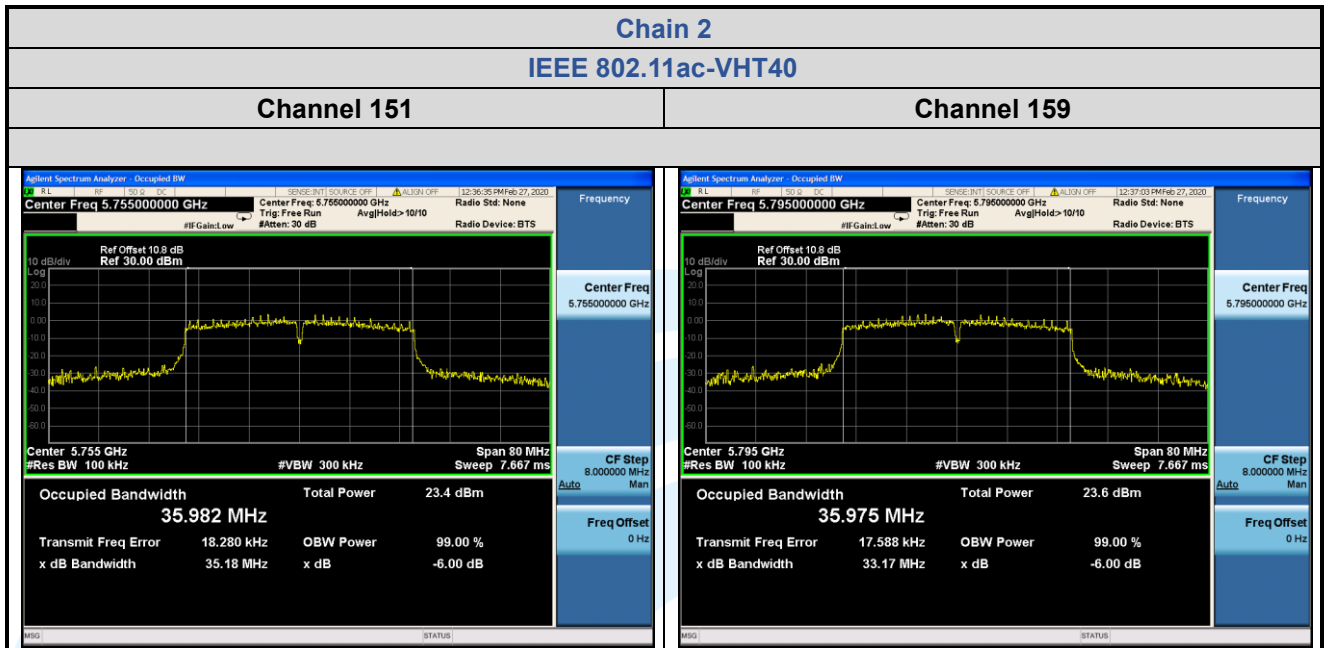 Chain 2
IEEE 802.11ac-VHT40
Channel 151
Channel 159
Agilent Spectrum Analyzer - Occupied BW
RL RF 50 Ω DC SENSE:INT SOURCE OFF ALIGN OFF 12:36:35 PM Feb 27, 2020
Center Freq 5.755000000 GHz
Center Freq: 5.755000000 GHz
Radio Std: None
Trig: Free Run Avg|Hold:> 10/10
#IFGain:Low #Atten: 30 dB Radio Device: BTS
Ref Offset 10.8 dB
10 dB/div Ref 30.00 dBm
Log
20.0
10.0
0.00
-10.0
-20.0
-30.0
-40.0
-50.0
-60.0
Center 5.755 GHz Span 80 MHz
#Res BW 100 kHz #VBW 300 kHz Sweep 7.667 ms
Occupied Bandwidth Total Power 23.4 dBm
35.982 MHz
Transmit Freq Error 18.280 kHz OBW Power 99.00 %
x dB Bandwidth 35.18 MHz x dB -6.00 dB
MSG STATUS
Frequency
Center Freq
5.755000000 GHz
CF Step
8.000000 MHz
Auto Man
Freq Offset
0 Hz
Agilent Spectrum Analyzer - Occupied BW
RL RF 50 Ω DC SENSE:INT SOURCE OFF ALIGN OFF 12:37:03 PM Feb 27, 2020
Center Freq 5.795000000 GHz
Center Freq: 5.795000000 GHz
Radio Std: None
Trig: Free Run Avg|Hold:> 10/10
#IFGain:Low #Atten: 30 dB Radio Device: BTS
Ref Offset 10.8 dB
10 dB/div Ref 30.00 dBm
Log
20.0
10.0
0.00
-10.0
-20.0
-30.0
-40.0
-50.0
-60.0
Center 5.795 GHz Span 80 MHz
#Res BW 100 kHz #VBW 300 kHz Sweep 7.667 ms
Occupied Bandwidth Total Power 23.6 dBm
35.975 MHz
Transmit Freq Error 17.588 kHz OBW Power 99.00 %
x dB Bandwidth 33.17 MHz x dB -6.00 dB
MSG STATUS
Frequency
Center Freq
5.795000000 GHz
CF Step
8.000000 MHz
Auto Man
Freq Offset
0 Hz